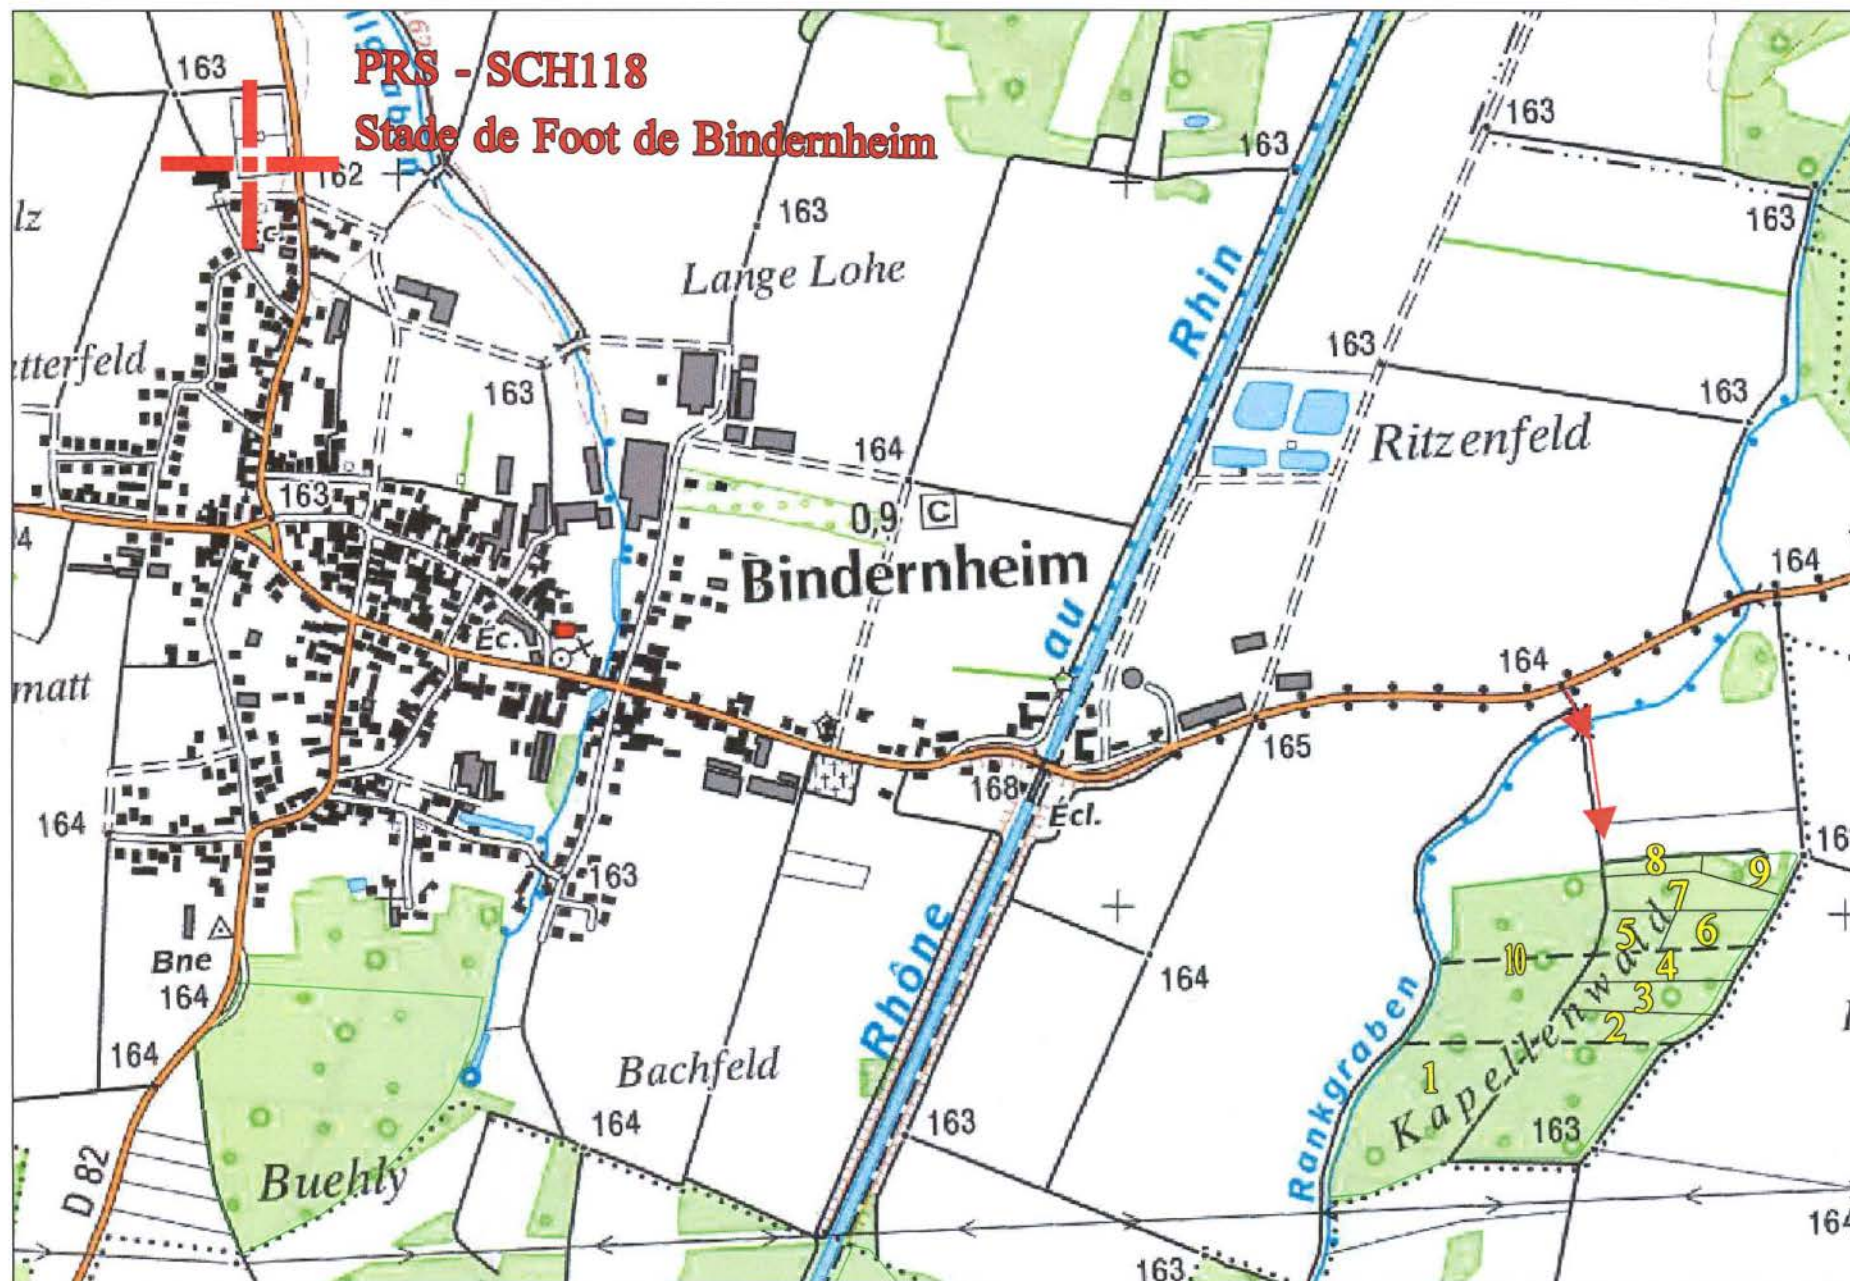 163
PRS - SCH118
Stade de Foot de Bindernheim
162
163
163
163
163
Lange Lohe
Rhin
163
163
163
164
Ritzenfeld
163
0,9 C
Bindernheim
164
au
Éc.
164
165
168
Écl.
164
163
8
9
7
5
6
10
4
3
2
1
Kapellenwald
163
Rhône
164
Rankgraben
Bne
164
164
Bachfeld
164
163
Buehly
D 82
163
164